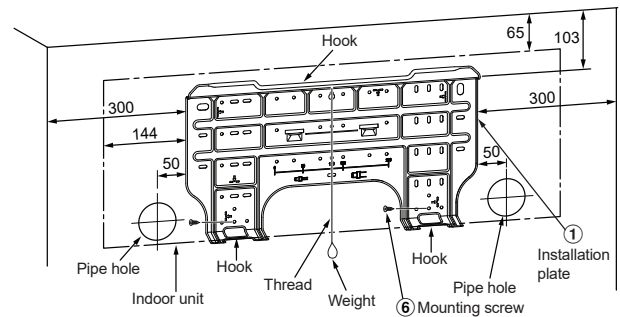 65
103
Hook
300
300
144
50
50
① Installation
plate
Pipe hole
Hook
Hook
Pipe hole
Indoor unit
Thread
Weight
⑥ Mounting screw